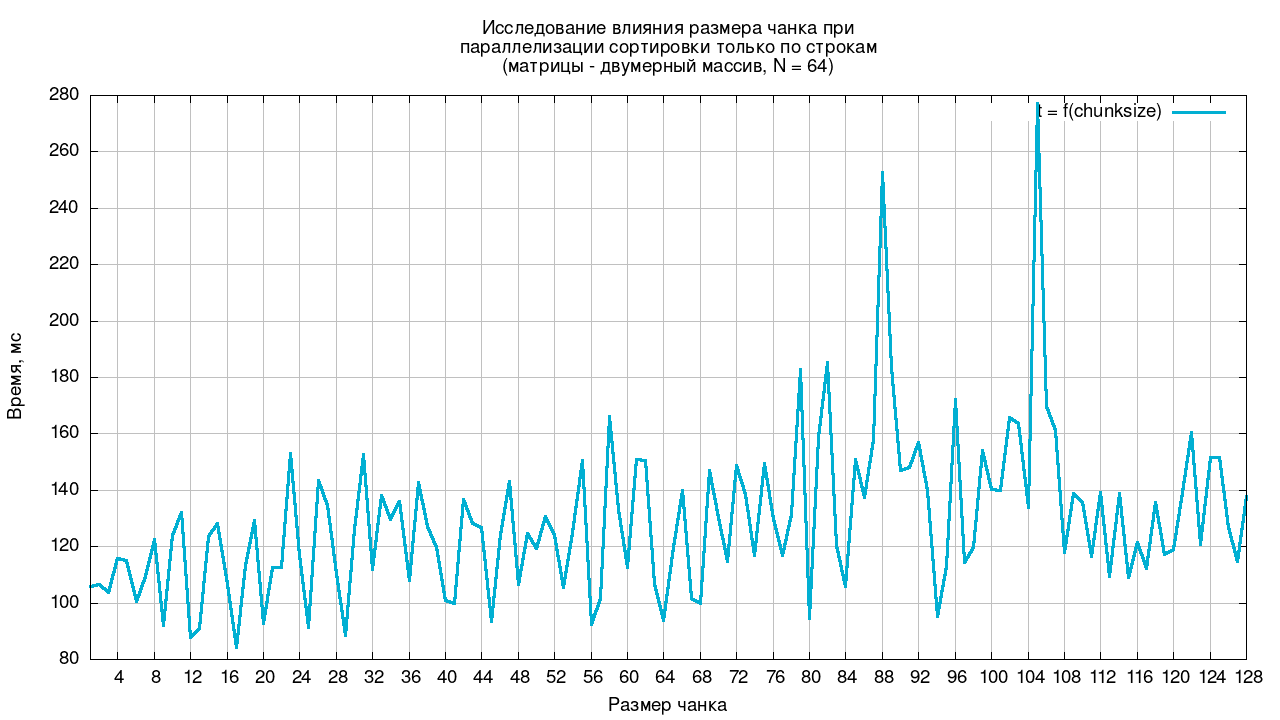 Исследование влияния размера чанка при
параллелизации сортировки только по строкам
(матрицы - двумерный массив, N = 64)
t = f(chunksize)
280
260
240
220
200
180
160
140
120
100
80
Время, мс
4 8 12 16 20 24 28 32 36 40 44 48 52 56 60 64 68 72 76 80 84 88 92 96 100 104 108 112 116 120 124 128
Размер чанка